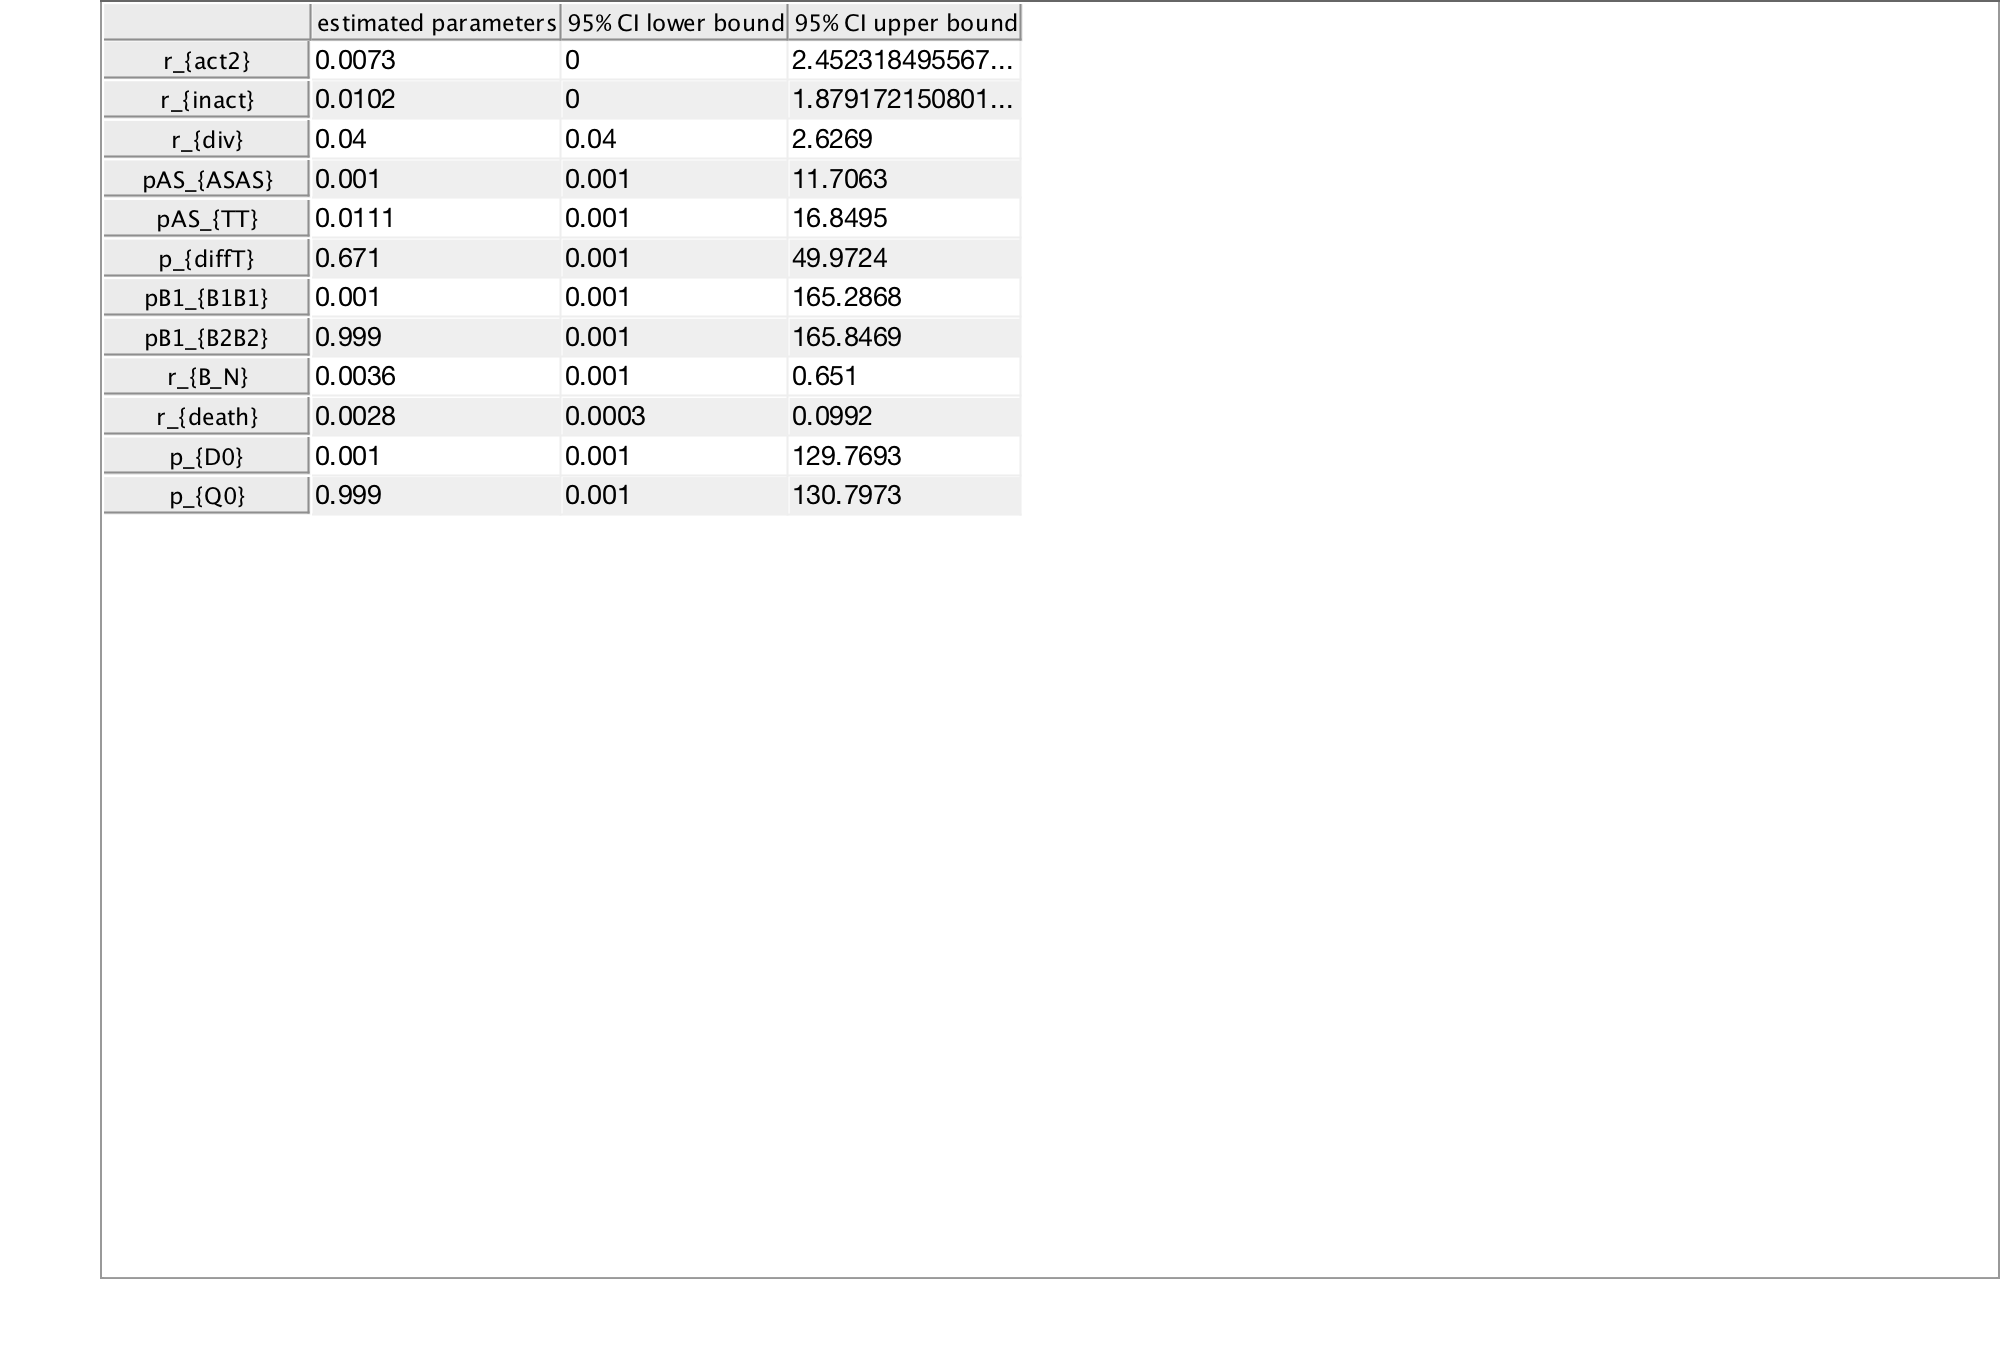 estimated parameters 95% CI lower bound 95% CI upper bound
r_{act2} 0.0073 0 2.452318495567...
r_{inact} 0.0102 0 1.879172150801...
r_{div} 0.04 0.04 2.6269
pAS_{ASAS} 0.001 0.001 11.7063
pAS_{TT} 0.0111 0.001 16.8495
p_{diffT} 0.671 0.001 49.9724
pB1_{B1B1} 0.001 0.001 165.2868
pB1_{B2B2} 0.999 0.001 165.8469
r_{B_N} 0.0036 0.001 0.651
r_{death} 0.0028 0.0003 0.0992
p_{D0} 0.001 0.001 129.7693
p_{Q0} 0.999 0.001 130.7973